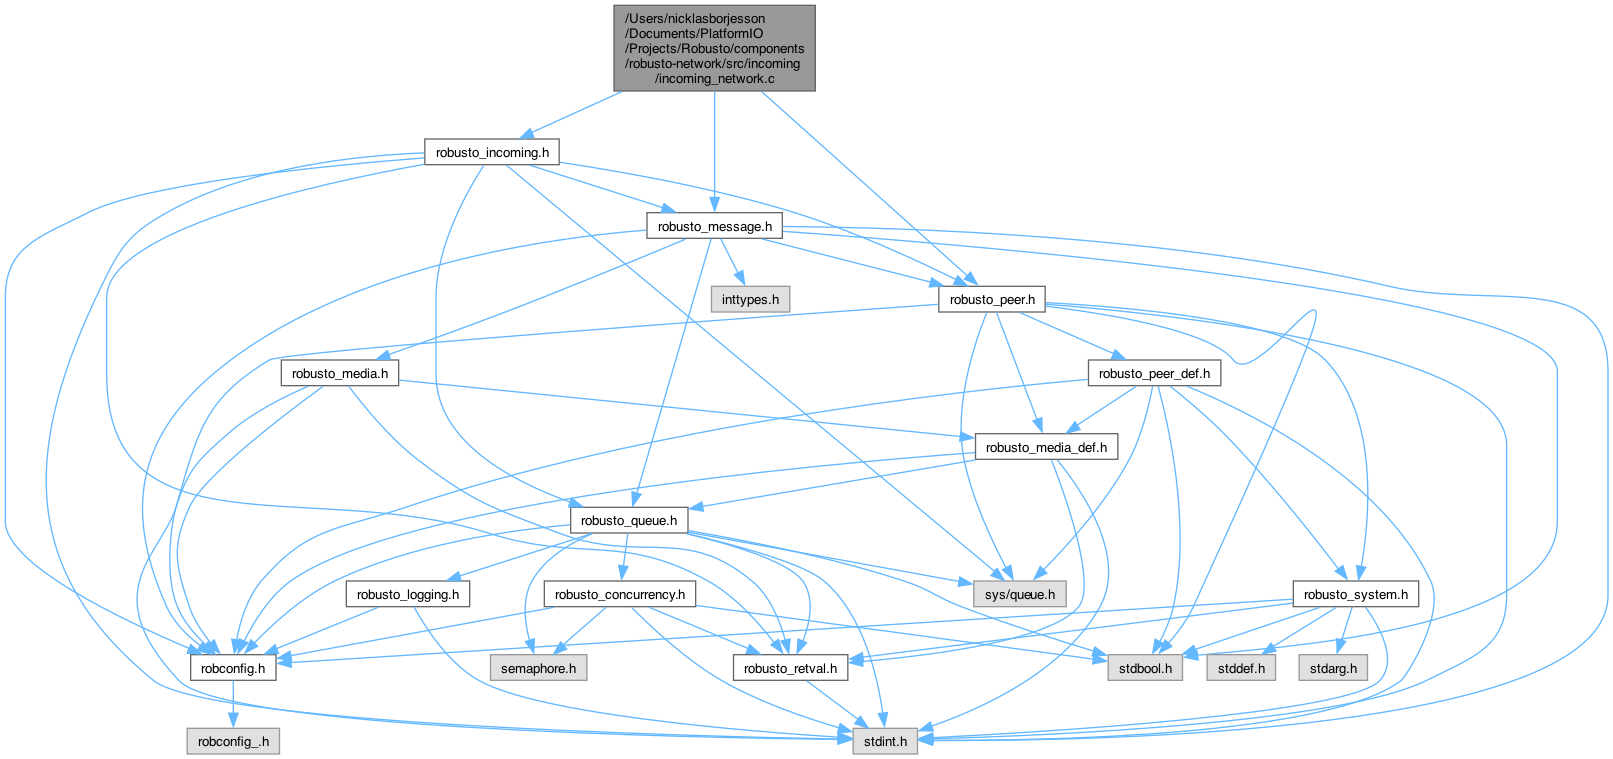 /Users/nicklasborjesson
/Documents/PlatformIO
/Projects/Robusto/components
/robusto-network/src/incoming
/incoming_network.c
robusto_incoming.h
robusto_message.h
inttypes.h
robusto_peer.h
robusto_media.h
robusto_peer_def.h
robusto_media_def.h
robusto_queue.h
robusto_logging.h
robusto_concurrency.h
sys/queue.h
robusto_system.h
robconfig.h
semaphore.h
robusto_retval.h
stdbool.h
stddef.h
stdarg.h
robconfig_.h
stdint.h